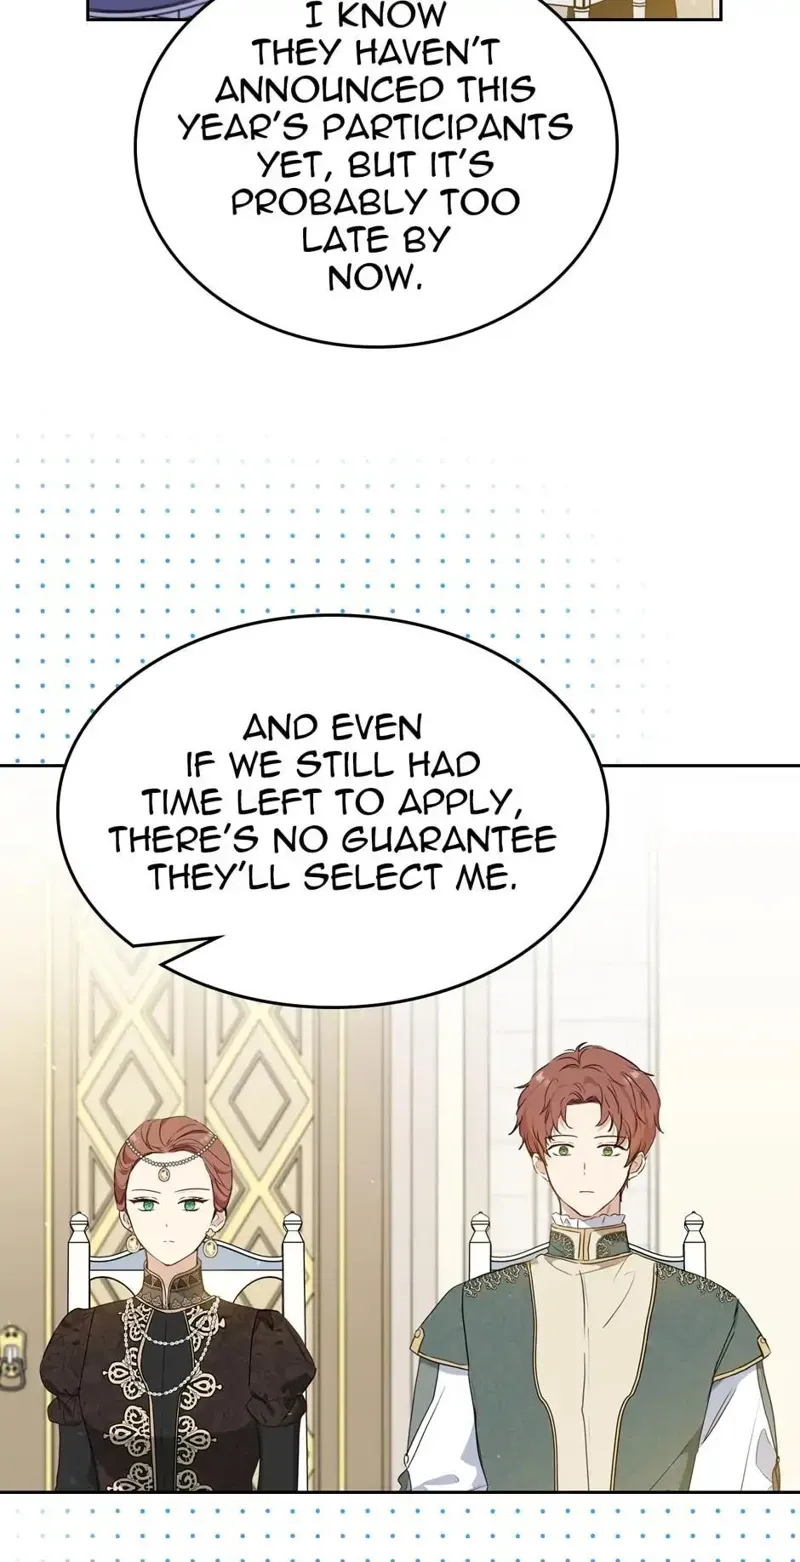 I KNOW
THEY HAVEN'T
ANNOUNCED THIS
YEAR'S PARTICIPANTS
YET, BUT IT'S
PROBABLY TOO
LATE BY
NOW.
AND EVEN
IF WE STILL HAD
TIME LEFT TO APPLY,
THERE'S NO GUARANTEE
THEY'LL SELECT ME.